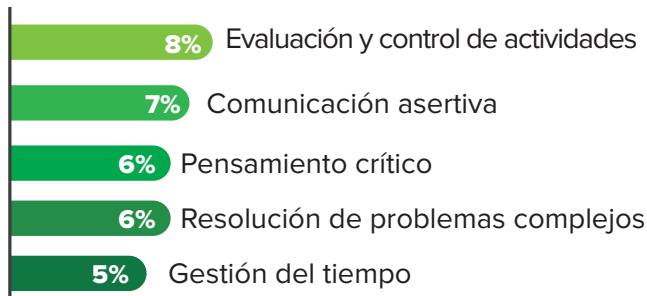 8% Evaluación y control de actividades
7% Comunicación asertiva
6% Pensamiento crítico
6% Resolución de problemas complejos
5% Gestión del tiempo